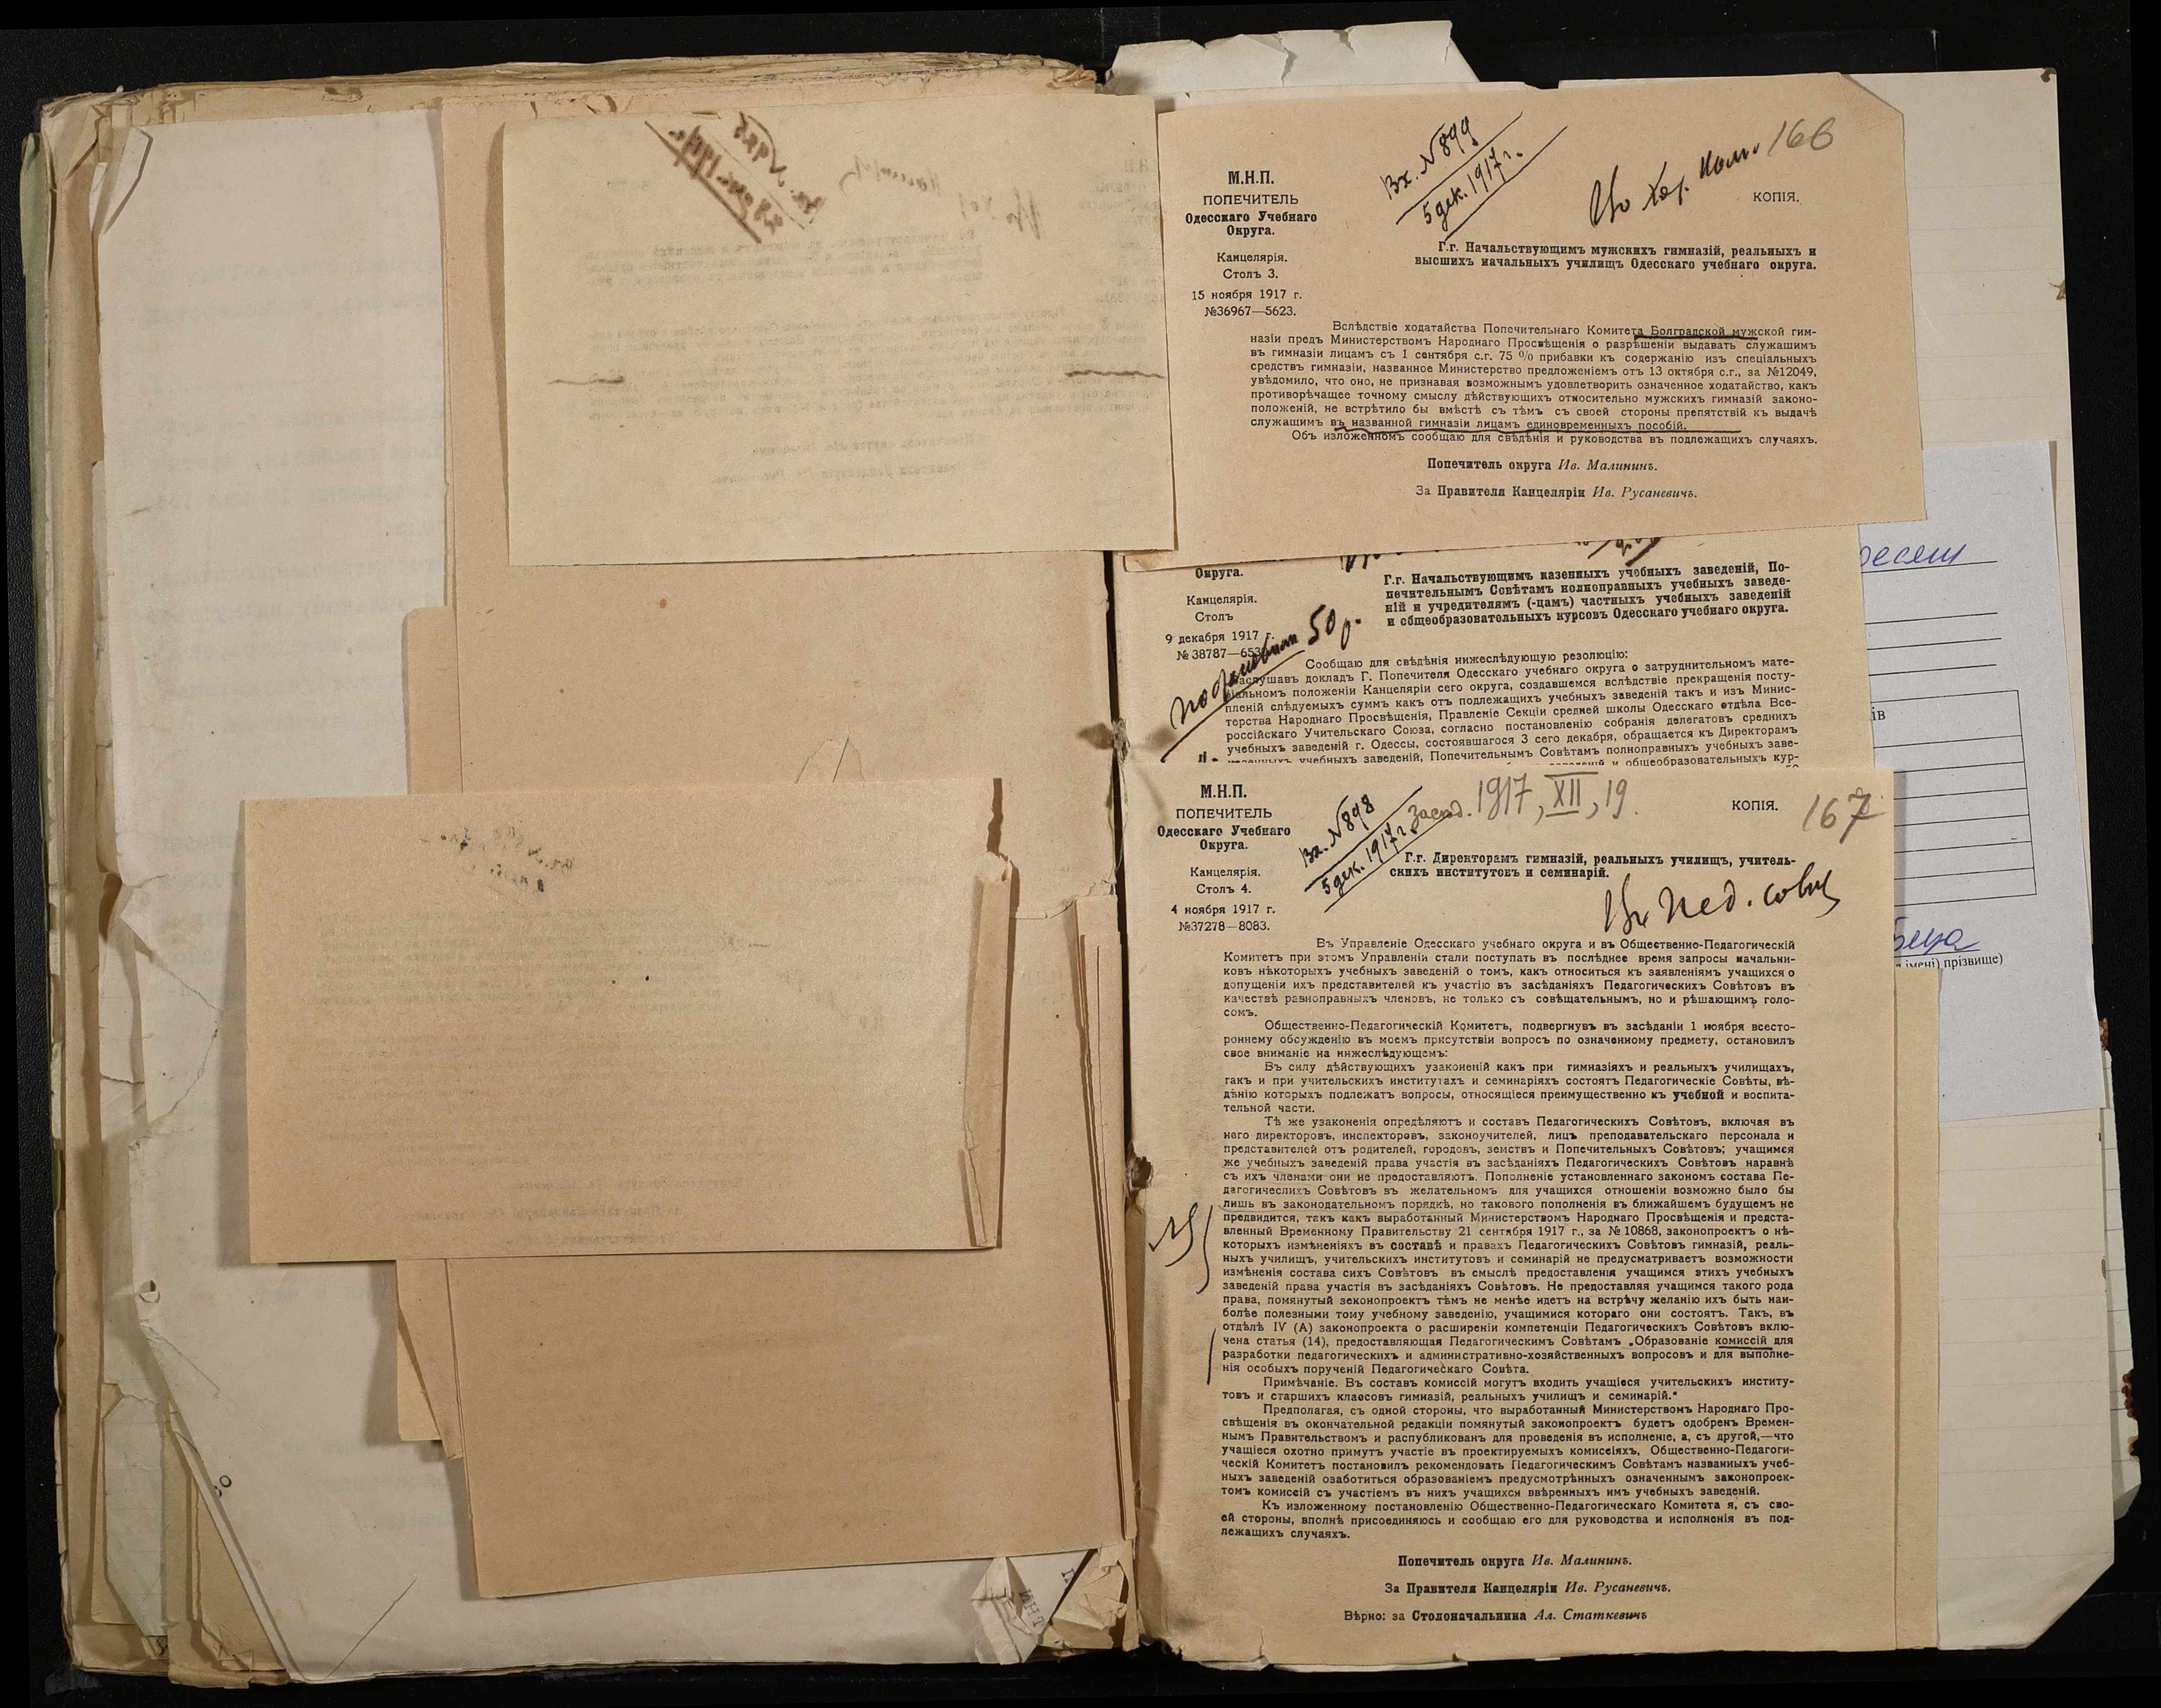 Вх. №899
5 дек. 1917 г.
Въ Хоз. Ком.
166
М.Н.П.
ПОПЕЧИТЕЛЬ
Одесскаго Учебнаго
Округа.
Канцелярія.
Столъ 3.
15 ноября 1917 г.
№36967—5623.
КОПІЯ.
Г.г. Начальствующимъ мужскихъ гимназій, реальныхъ и
высшихъ начальныхъ училищъ Одесскаго учебнаго округа.
Вслѣдствіе ходатайства Попечительнаго Комитета Болградской мужской гим-
назіи предъ Министерствомъ Народнаго Просвѣщенія о разрѣшеніи выдавать служашимъ
въ гимназіи лицамъ съ 1 сентября с.г. 75 % прибавки къ содержанію изъ спеціальныхъ
средствъ гимназіи, названное Министерство предложеніемъ отъ 13 октября с.г., за №12049,
увѣдомило, что оно, не признавая возможнымъ удовлетворить означенное ходатайство, какъ
противорѣчащее точному смыслу дѣйствующихъ относительно мужскихъ гимназій законо-
положеній, не встрѣтило бы вмѣстѣ съ тѣмъ съ своей стороны препятствій къ выдачѣ
служащимъ въ названной гимназіи лицамъ единовременныхъ пособій.
Объ изложенномъ сообщаю для свѣдѣнія и руководства въ подлежащихъ случаяхъ.
Попечитель округа Ив. Малининъ.
За Правителя Канцеляріи Ив. Русаневичъ.
Округа.
Канцелярія.
Столъ
9 декабря 1917 г.
№ 38787—653
50 р.
Г.г. Начальствующимъ казенныхъ учебныхъ заведеній, По-
печительнымъ Совѣтамъ полноправныхъ учебныхъ заведе-
ній и учредителямъ (-цамъ) частныхъ учебныхъ заведеній
и общеобразовательныхъ курсовъ Одесскаго учебнаго округа.
Сообщаю для свѣдѣнія нижеслѣдующую резолюцію:
Заслушавъ докладъ Г. Попечителя Одесскаго учебнаго округа о затруднительномъ мате-
ріальномъ положеніи Канцеляріи сего округа, создавшемся вслѣдствіе прекращенія посту-
пленій слѣдуемыхъ суммъ какъ отъ подлежащихъ учебныхъ заведеній такъ и изъ Минис-
терства Народнаго Просвѣщенія, Правленіе Секціи средней школы Одесскаго отдѣла Все-
россійскаго Учительскаго Союза, согласно постановленію собранія делегатовъ среднихъ
учебныхъ заведеній г. Одессы, состоявшагося 3 сего декабря, обращается къ Директорамъ
казенныхъ учебныхъ заведеній, Попечительнымъ Совѣтамъ полноправныхъ учебныхъ заве-
и общеобразовательныхъ кур-
М.Н.П.
ПОПЕЧИТЕЛЬ
Одесскаго Учебнаго
Округа.
Канцелярія.
Столъ 4.
4 ноября 1917 г.
№37278—8083.
Вх. №898
5 дек. 1917 г.
Засѣд. 1917, XII, 19.
КОПІЯ.
167
Г.г. Директорамъ гимназій, реальныхъ училищъ, учитель-
скихъ институтовъ и семинарій.
Въ пед. совѣтъ
Въ Управленіе Одесскаго учебнаго округа и въ Общественно-Педагогическій
Комитетъ при этомъ Управленіи стали поступать въ послѣднее время запросы начальни-
ковъ нѣкоторыхъ учебныхъ заведеній о томъ, какъ относиться къ заявленіямъ учащихся о
допущеніи ихъ представителей къ участію въ засѣданіяхъ Педагогическихъ Совѣтовъ въ
качествѣ равноправныхъ членовъ, не только съ совѣщательнымъ, но и рѣшающимъ голо-
сомъ.
Общественно-Педагогическій Комитетъ, подвергнувъ въ засѣданіи 1 ноября всесто-
роннему обсужденію въ моемъ присутствіи вопросъ по означенному предмету, остановилъ
свое вниманіе на нижеслѣдующемъ:
Въ силу дѣйствующихъ узаконеній какъ при гимназіяхъ и реальныхъ училищахъ,
такъ и при учительскихъ институтахъ и семинаріяхъ состоятъ Педагогическіе Совѣты, вѣ-
дѣнію которыхъ подлежатъ вопросы, относящіеся преимущественно къ учебной и воспита-
тельной части.
Тѣ же узаконенія опредѣляютъ и составъ Педагогическихъ Совѣтовъ, включая въ
него директоровъ, инспекторовъ, законоучителей, лицъ преподавательскаго персонала и
представителей отъ родителей, городовъ, земствъ и Попечительныхъ Совѣтовъ; учащимся
же учебныхъ заведеній права участія въ засѣданіяхъ Педагогическихъ Совѣтовъ наравнѣ
съ ихъ членами они не предоставляютъ. Пополненіе установленнаго закономъ состава Пе-
дагогичеслихъ Совѣтовъ въ желательномъ для учащихся отношеніи возможно было бы
лишь въ законодательномъ порядкѣ, но такового пополненія въ ближайшемъ будущемъ не
предвидится, такъ какъ выработанный Министерствомъ Народнаго Просвѣщенія и предста-
вленный Временному Правительству 21 сентября 1917 г., за № 10868, законопроектъ о нѣ-
которыхъ измѣненіяхъ въ составѣ и правахъ Педагогическихъ Совѣтовъ гимназій, реаль-
ныхъ училищъ, учительскихъ институтовъ и семинарій не предусматриваетъ возможности
измѣненія состава сихъ Совѣтовъ въ смыслѣ предоставленія учащимся этихъ учебныхъ
заведеній права участія въ засѣданіяхъ Совѣтовъ. Не предоставляя учащимся такого рода
права, помянутый зеконопроектъ тѣмъ не менѣе идетъ на встрѣчу желанію ихъ быть наи-
болѣе полезными тому учебному заведенію, учащимися котораго они состоятъ. Такъ, въ
отдѣлѣ IV (А) законопроекта о расширеніи компетенціи Педагогическихъ Совѣтовъ вклю-
чена статья (14), предоставляющая Педагогическимъ Совѣтамъ „Образованіе комиссій для
разработки педагогическихъ и административно-хозяйственныхъ вопросовъ и для выполне-
нія особыхъ порученій Педагогическаго Совѣта.
Примѣчаніе. Въ составъ комиссій могутъ входить учащіеся учительскихъ институ-
товъ и старшихъ классовъ гимназій, реальныхъ училищъ и семинарій."
Предполагая, съ одной стороны, что выработанный Министерствомъ Народнаго Про-
свѣщенія въ окончательной редакціи помянутый законопроектъ будетъ одобренъ Времен-
нымъ Правительствомъ и распубликованъ для проведенія въ исполненіе, а, съ другой,—что
учащіеся охотно примутъ участіе въ проектируемыхъ комисеіяхъ, Общественно-Педагоги-
ческій Комитетъ постановилъ рекомендовать Педагогическимъ Совѣтамъ названныхъ учеб-
ныхъ заведеній озаботиться образованіемъ предусмотрѣнныхъ означеннымъ законопроек-
томъ комиссій съ участіемъ въ нихъ учащихся ввѣренныхъ имъ учебныхъ заведеній.
Къ изложенному постановленію Общественно-Педагогическаго Комитета я, съ сво-
ей стороны, вполнѣ присоединяюсь и сообщаю его для руководства и исполненія въ под-
лежащихъ случаяхъ.
Попечитель округа Ив. Малининъ.
За Правителя Канцеляріи Ив. Русаневичъ.
Вѣрно: за Столоначальника Ал. Статкевичъ
ів
імені) прізвище)